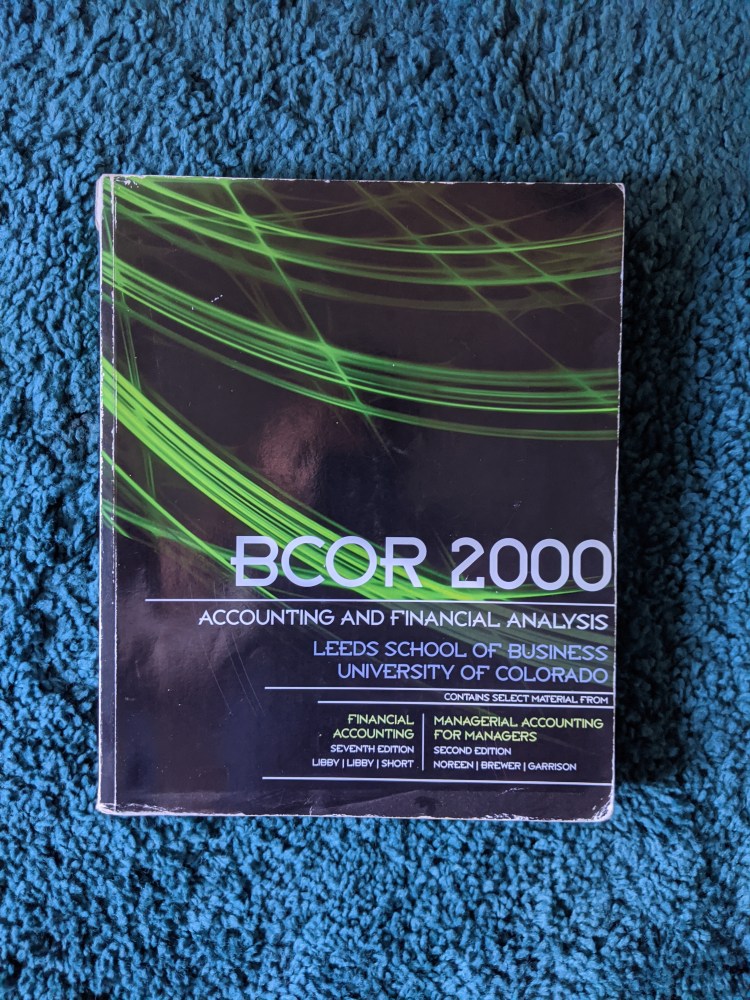 BCOR 2000
ACCOUNTING AND FINANCIAL ANALYSIS
LEEDS SCHOOL OF BUSINESS
UNIVERSITY OF COLORADO
CONTAINS SELECT MATERIAL FROM
FINANCIAL
ACCOUNTING
SEVENTH EDITION
LIBBY | LIBBY | SHORT
MANAGERIAL ACCOUNTING
FOR MANAGERS
SECOND EDITION
NOREEN | BREWER | GARRISON